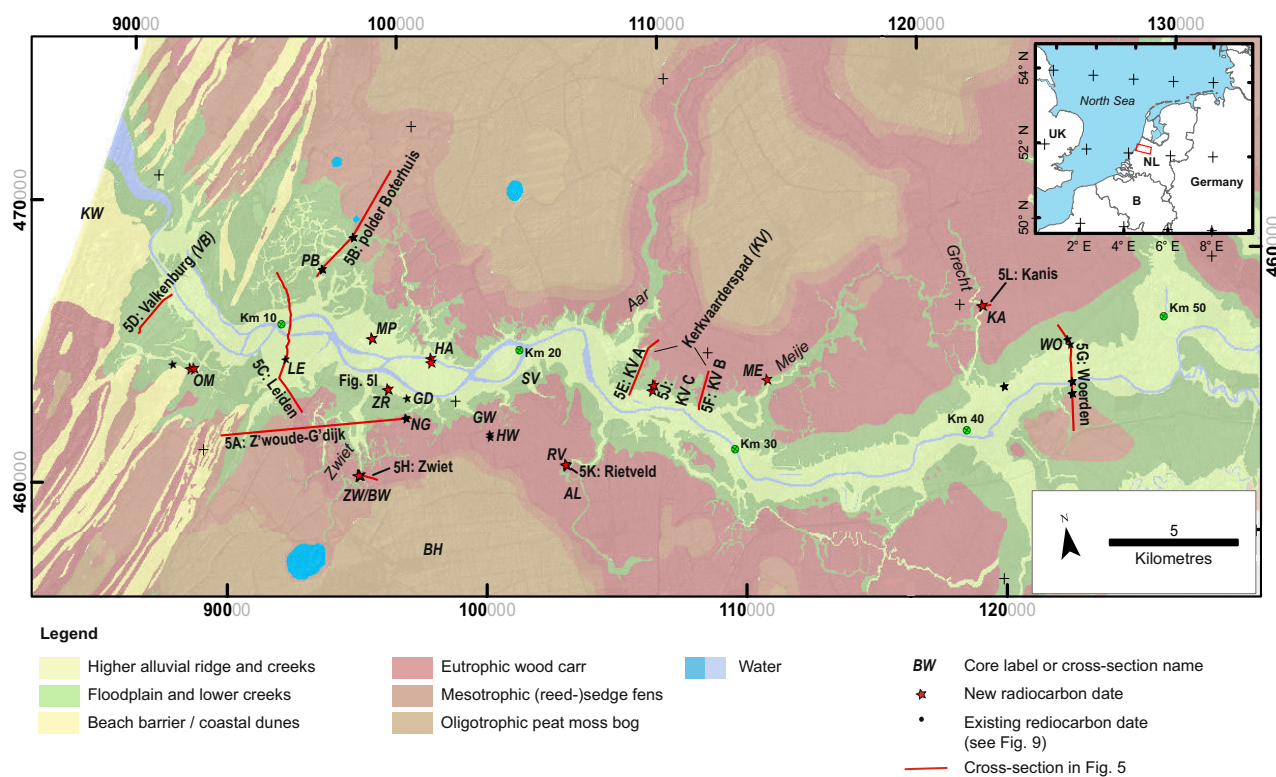 90000
100000
110000
120000
130000
470000
460000
460000
54° N
52° N
50° N
North Sea
UK
NL
Germany
B
2° E
4° E
6° E
8° E
KW
5D: Valkenburg (VB)
PB
5B: polder Boterhuis
Km 10
MP
HA
LE
OM
5C: Leiden
Fig. 5I
ZR
GD
NG
5A: Z'woude-G'dijk
Zwiet
5H: Zwiet
ZW/BW
BH
Km 20
SV
GW
HW
RV
5K: Rietveld
AL
Aar
Kerkvaarderspad (KV)
5E: KV A
5J:
KV C
5F: KV B
ME
Meije
Km 30
Grecht
5L: Kanis
KA
WO
5G: Woerden
Km 40
Km 50
N
5
Kilometres
90000
100000
110000
120000
Legend
Higher alluvial ridge and creeks
Floodplain and lower creeks
Beach barrier / coastal dunes
Eutrophic wood carr
Mesotrophic (reed-)sedge fens
Oligotrophic peat moss bog
Water
BW Core label or cross-section name
New radiocarbon date
Existing rediocarbon date
(see Fig. 9)
Cross-section in Fig. 5